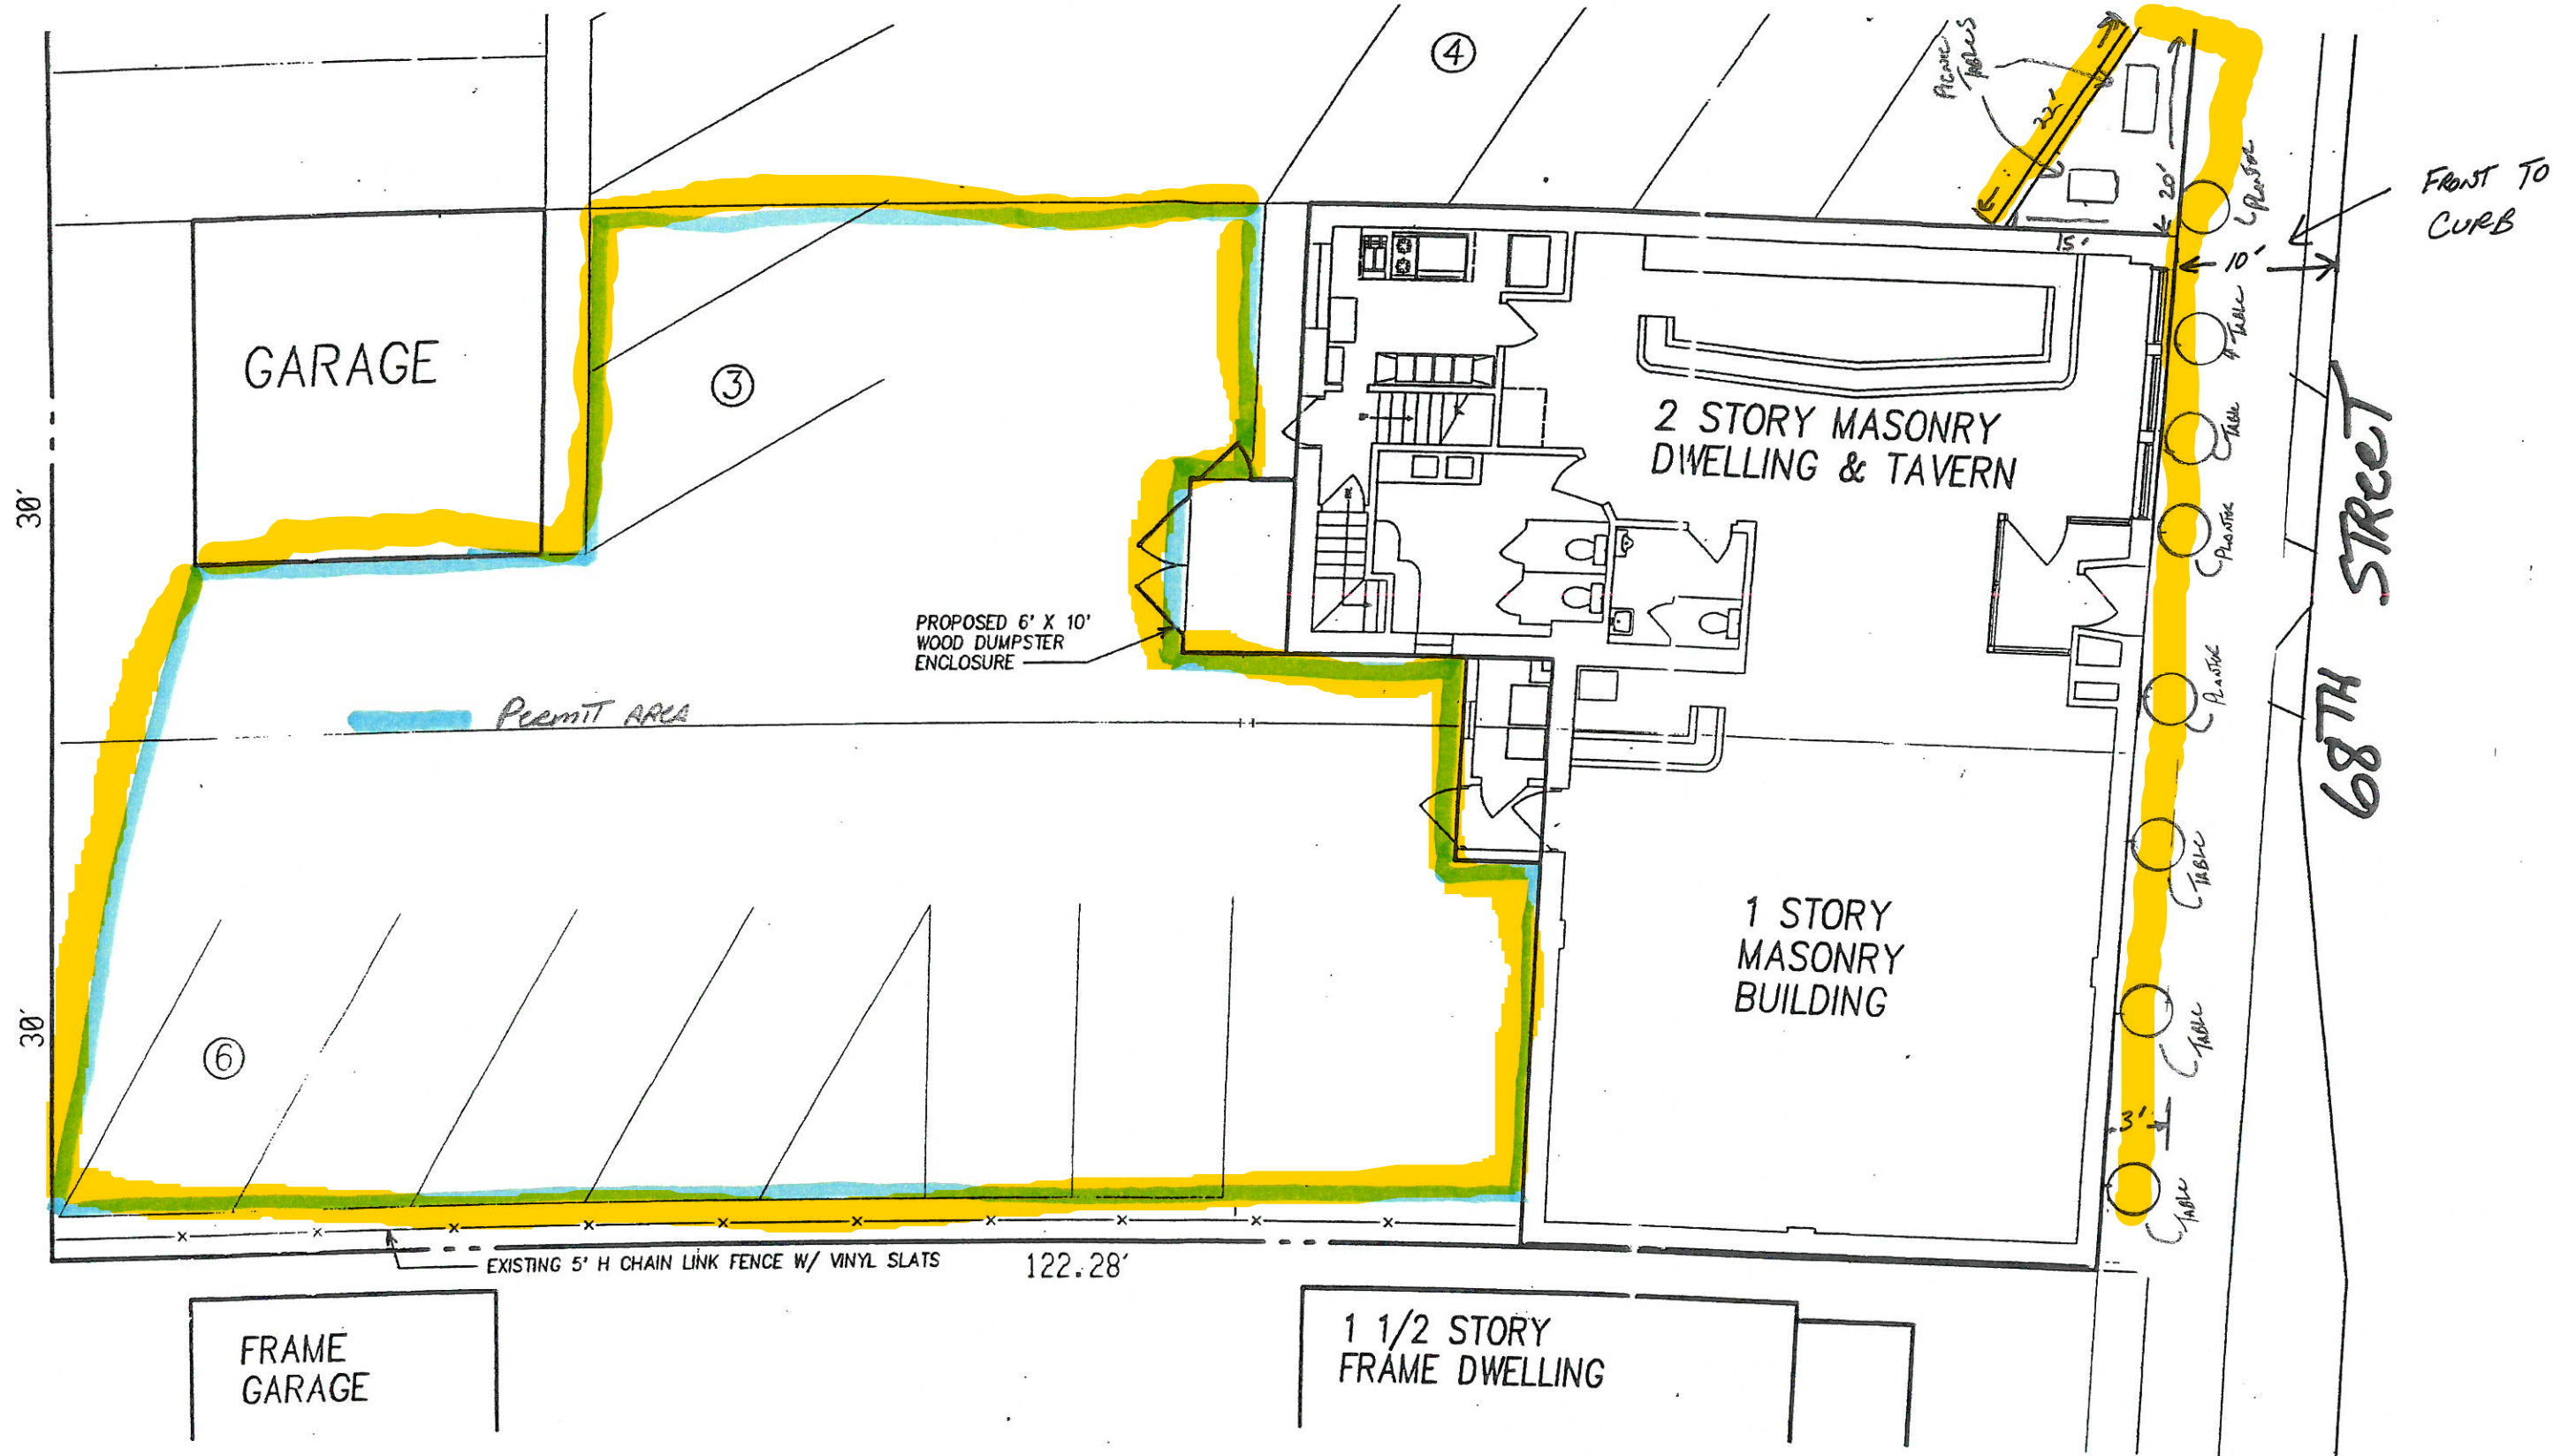 4
PICNIC
TABLES
22'
20'
PLANTER
FRONT TO
CURB
15'
10'
GARAGE
3
TABLE
2 STORY MASONRY
DWELLING & TAVERN
TABLE
30'
PLANTER
68TH STREET
PROPOSED 6' X 10'
WOOD DUMPSTER
ENCLOSURE
PLANTER
PERMIT AREA
TABLE
1 STORY
MASONRY
BUILDING
30'
6
TABLE
3'
TABLE
EXISTING 5' H CHAIN LINK FENCE W/ VINYL SLATS
122.28'
FRAME
GARAGE
1 1/2 STORY
FRAME DWELLING